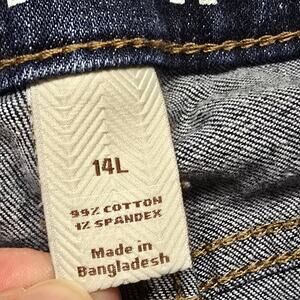 14L
99% COTTON
1% SPANDEX
Made in
Bangladesh